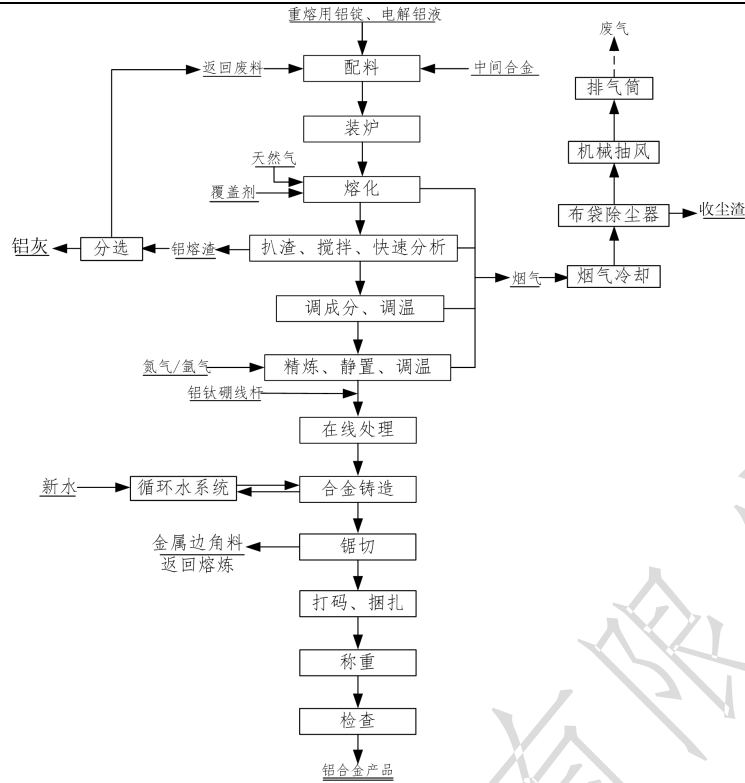 重熔用铝锭、电解铝液
废气
返回废料
配料
中间合金
排气筒
装炉
机械抽风
天然气
熔化
覆盖剂
布袋除尘器
收尘渣
铝灰
分选
铝熔渣
扒渣、搅拌、快速分析
烟气
烟气冷却
调成分、调温
氮气/氩气
精炼、静置、调温
铝钛硼线杆
在线处理
新水
循环水系统
合金铸造
金属边角料
返回熔炼
锯切
打码、捆扎
称重
检查
铝合金产品
有限